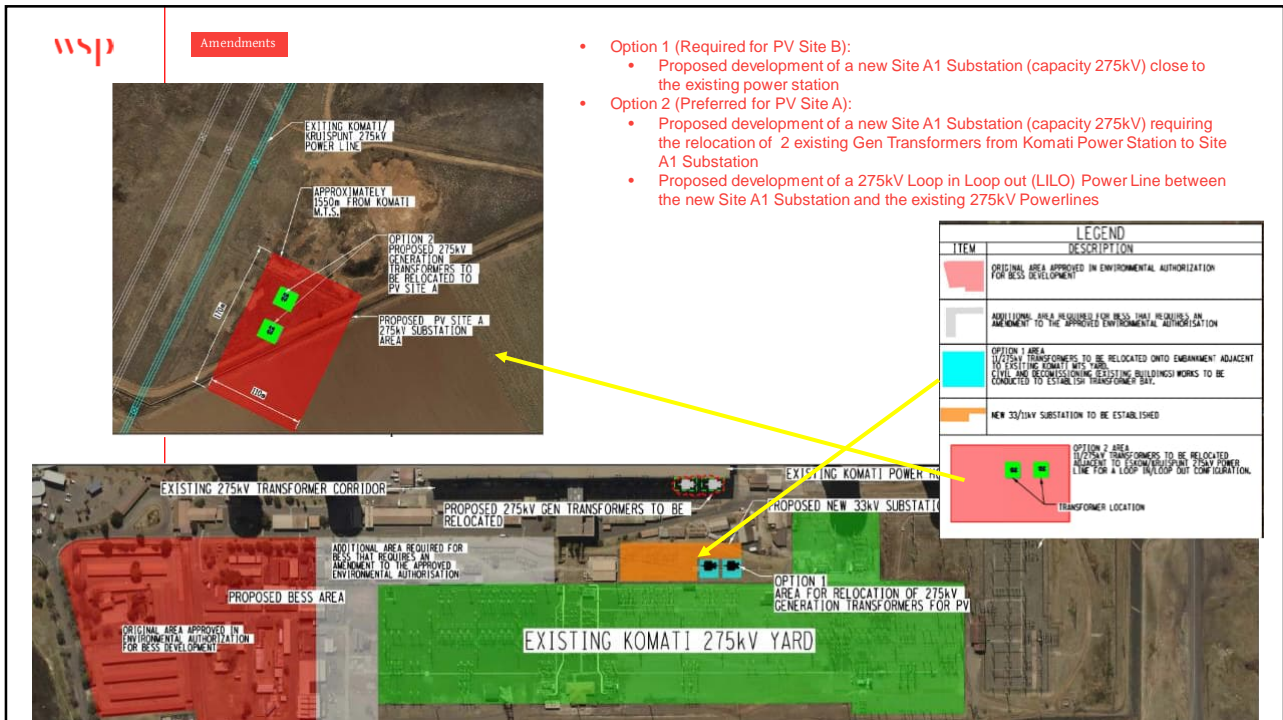 wsp
Amendments
• Option 1 (Required for PV Site B):
• Proposed development of a new Site A1 Substation (capacity 275kV) close to
the existing power station
• Option 2 (Preferred for PV Site A):
• Proposed development of a new Site A1 Substation (capacity 275kV) requiring
the relocation of 2 existing Gen Transformers from Komati Power Station to Site
A1 Substation
• Proposed development of a 275kV Loop in Loop out (LILO) Power Line between
the new Site A1 Substation and the existing 275kV Powerlines
EXITING KOMATI/
KRUISPUNT 275kV
POWER LINE
APPROXIMATELY
1550m FROM KOMATI
M.T.S.
OPTION 2
PROPOSED 275kV
GENERATION
TRANSFORMERS TO
BE RELOCATED TO
PV SITE A
PROPOSED PV SITE A
275kV SUBSTATION
AREA
170m
110m
LEGEND
ITEM DESCRIPTION
ORIGINAL AREA APPROVED IN ENVIRONMENTAL AUTHORIZATION
FOR BESS DEVELOPMENT
ADDITIONAL AREA REQUIRED FOR BESS THAT REQUIRES AN
AMENDMENT TO THE APPROVED ENVIRONMENTAL AUTHORISATION
OPTION 1 AREA
11/275kV TRANSFORMERS TO BE RELOCATED ONTO EMBANKMENT ADJACENT
TO EXSITING KOMATI MTS YARD.
CIVIL AND DECOMISSIONING (EXISTING BUILDINGS) WORKS TO BE
CONDUCTED TO ESTABLISH TRANSFORMER BAY.
NEW 33/11kV SUBSTATION TO BE ESTABLISHED
OPTION 2 AREA
11/275kV TRANSFORMERS TO BE RELOCATED
ADJACENT TO ESKOM/KRUISPUNT 275kV POWER
LINE FOR A LOOP IN/LOOP OUT CONFIGURATION.
TRANSFORMER LOCATION
EXISTING 275kV TRANSFORMER CORRIDOR
EXISTING KOMATI POWER
PROPOSED 275kV GEN TRANSFORMERS TO BE
RELOCATED
PROPOSED NEW 33kV
ADDITIONAL AREA REQUIRED FOR
BESS THAT REQUIRES AN
AMENDMENT TO THE APPROVED
ENVIRONMENTAL AUTHORISATION
PROPOSED BESS AREA
OPTION 1
AREA FOR RELOCATION OF 275kV
GENERATION TRANSFORMERS FOR PV
ORIGINAL AREA APPROVED IN
ENVIRONMENTAL AUTHORIZATION
FOR BESS DEVELOPMENT
EXISTING KOMATI 275kV YARD